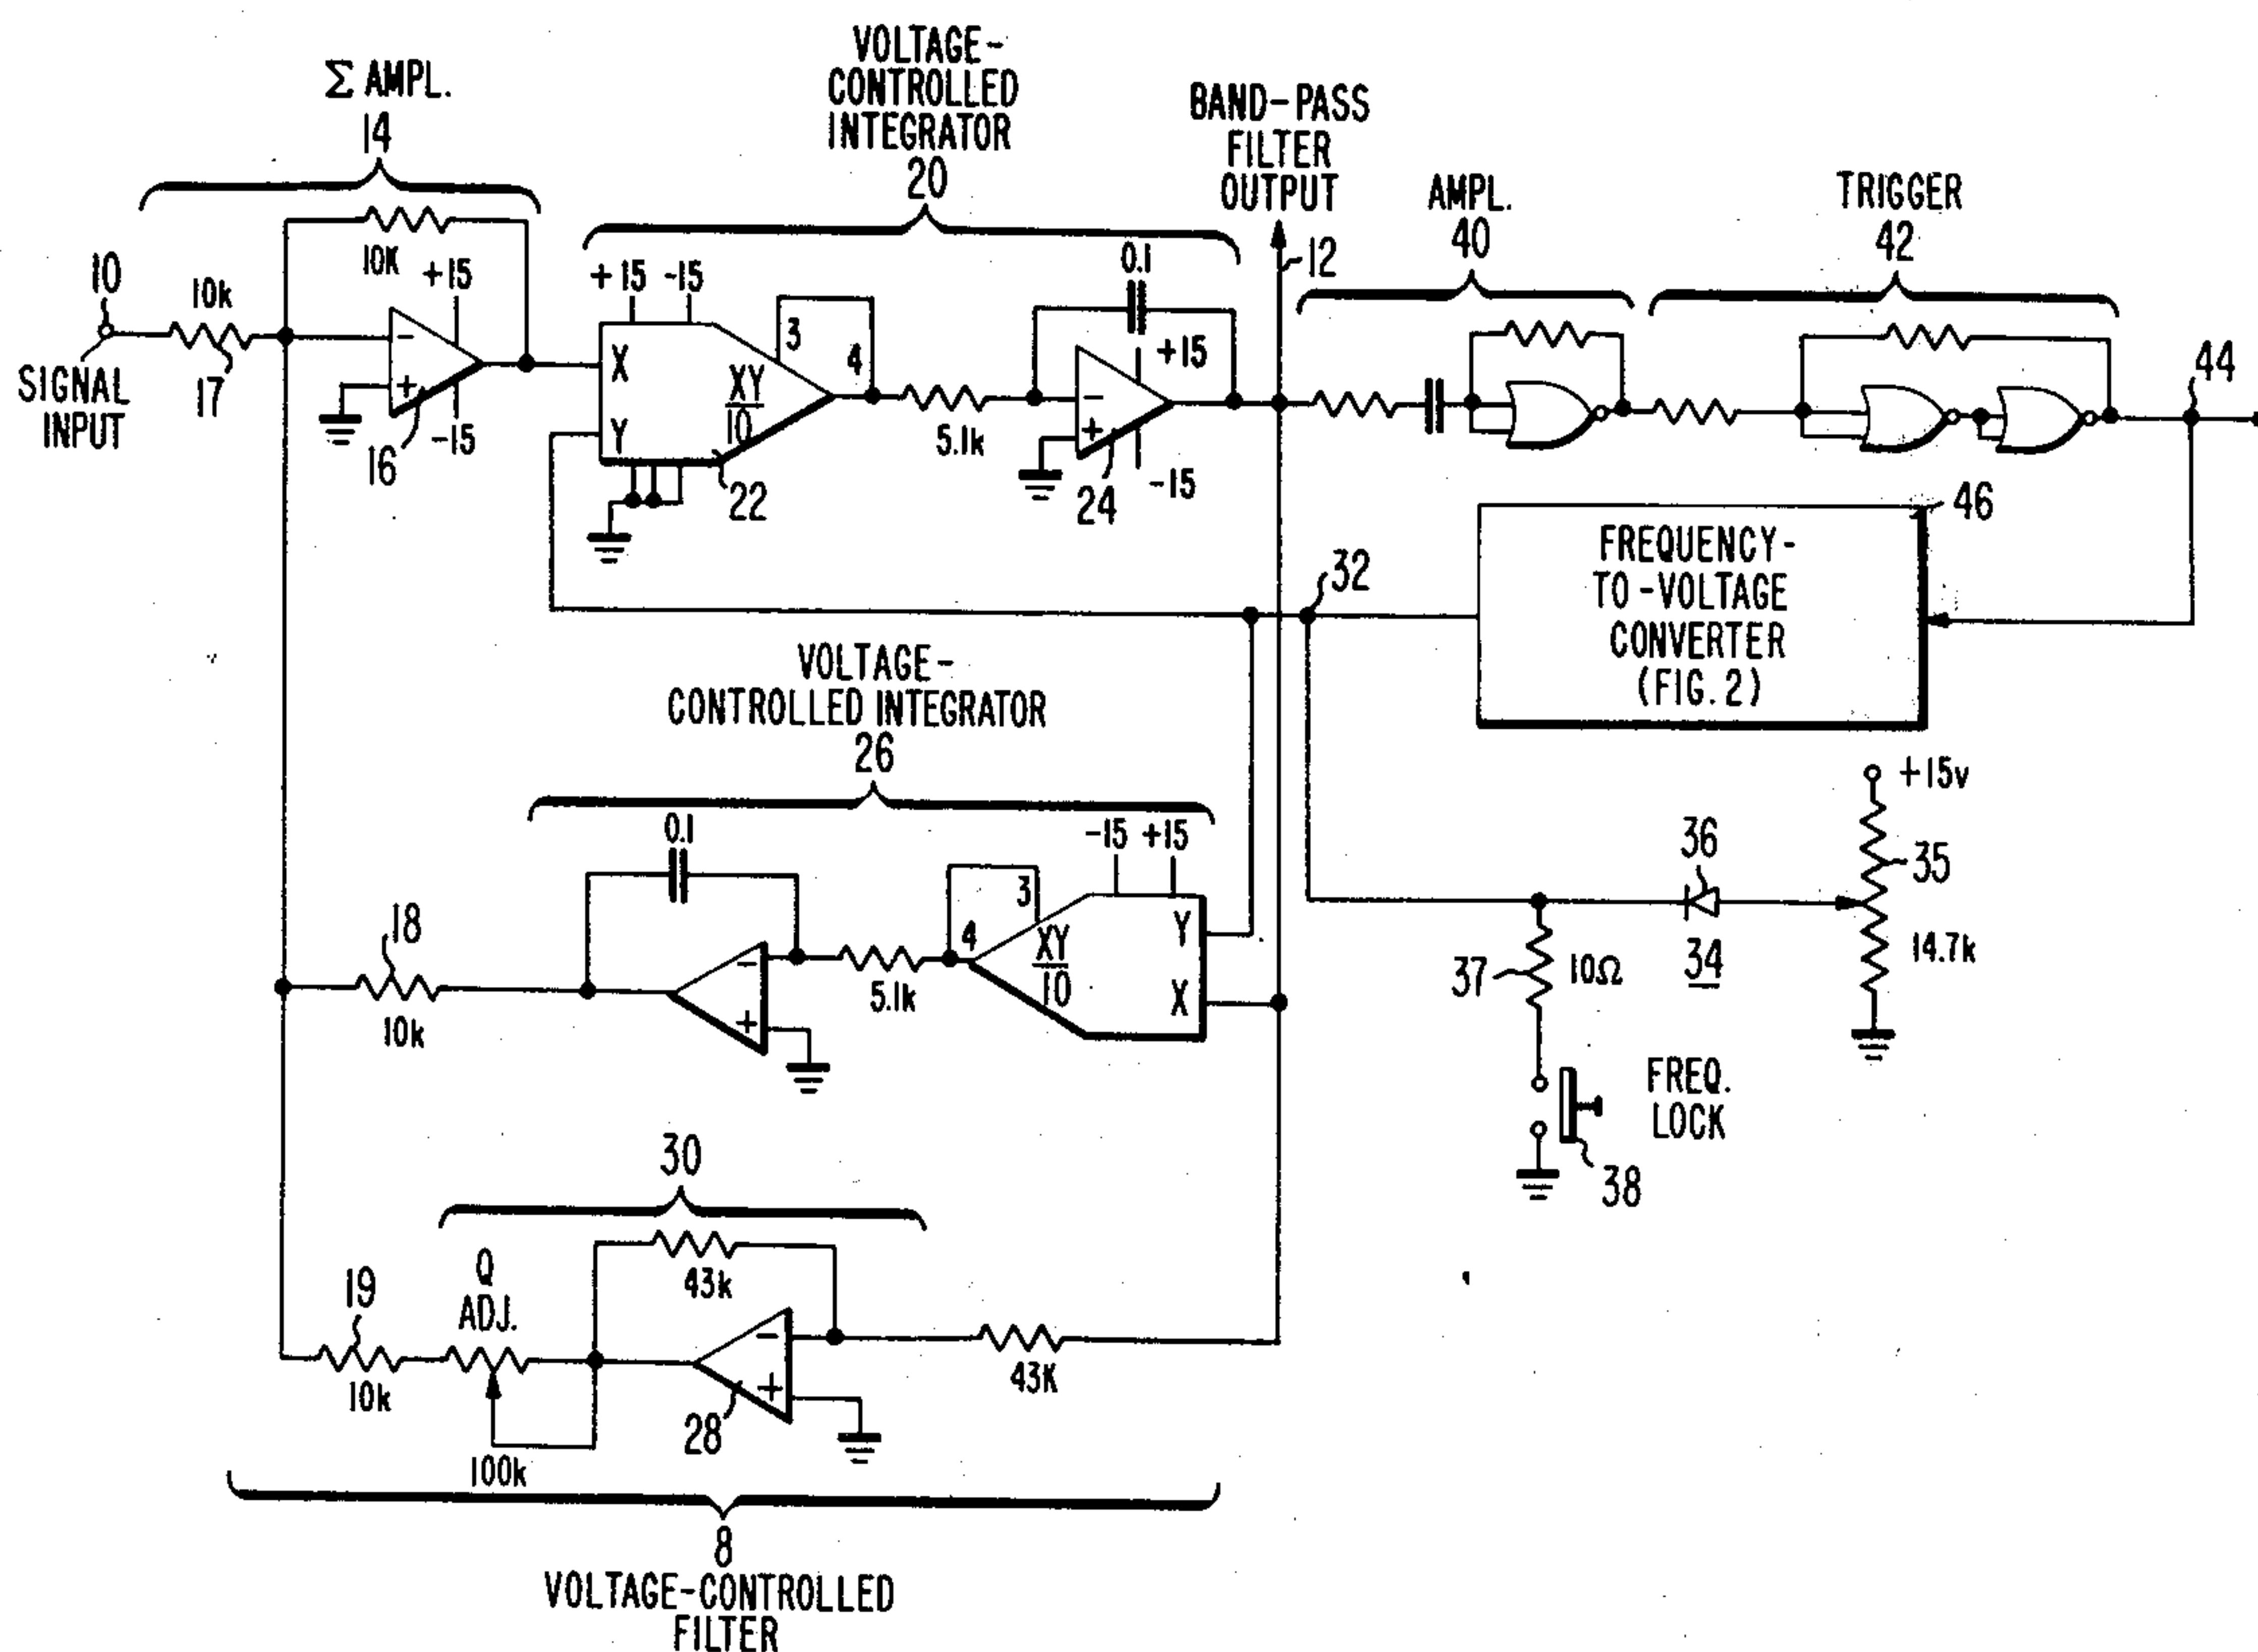 Σ AMPL.
14
VOLTAGE-
CONTROLLED
INTEGRATOR
20
BAND-PASS
FILTER
OUTPUT
12
AMPL.
40
TRIGGER
42
10
SIGNAL
INPUT
10k
17
10K
+15
-
+
-15
16
+15 -15
X
Y
XY
10
3
4
22
5.1k
0.1
+15
-
+
-15
24
44
46
FREQUENCY-
TO-VOLTAGE
CONVERTER
(FIG. 2)
32
VOLTAGE-
CONTROLLED INTEGRATOR
26
0.1
18
10k
-
+
5.1k
3
4
XY
10
-15 +15
Y
X
+15v
35
14.7k
36
34
37
10Ω
FREQ.
LOCK
38
30
Q
ADJ.
19
10k
100k
43k
-
+
28
43K
8
VOLTAGE-CONTROLLED
FILTER